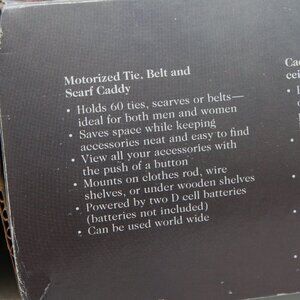 Motorized Tie, Belt and
Scarf Caddy
• Holds 60 ties, scarves or belts—
ideal for both men and women
• Saves space while keeping
accessories neat and easy to find
• View all your accessories with
the push of a button
• Mounts on clothes rod, wire
shelves, or under wooden shelves
• Powered by two D cell batteries
(batteries not included)
• Can be used world wide
Ca
cei